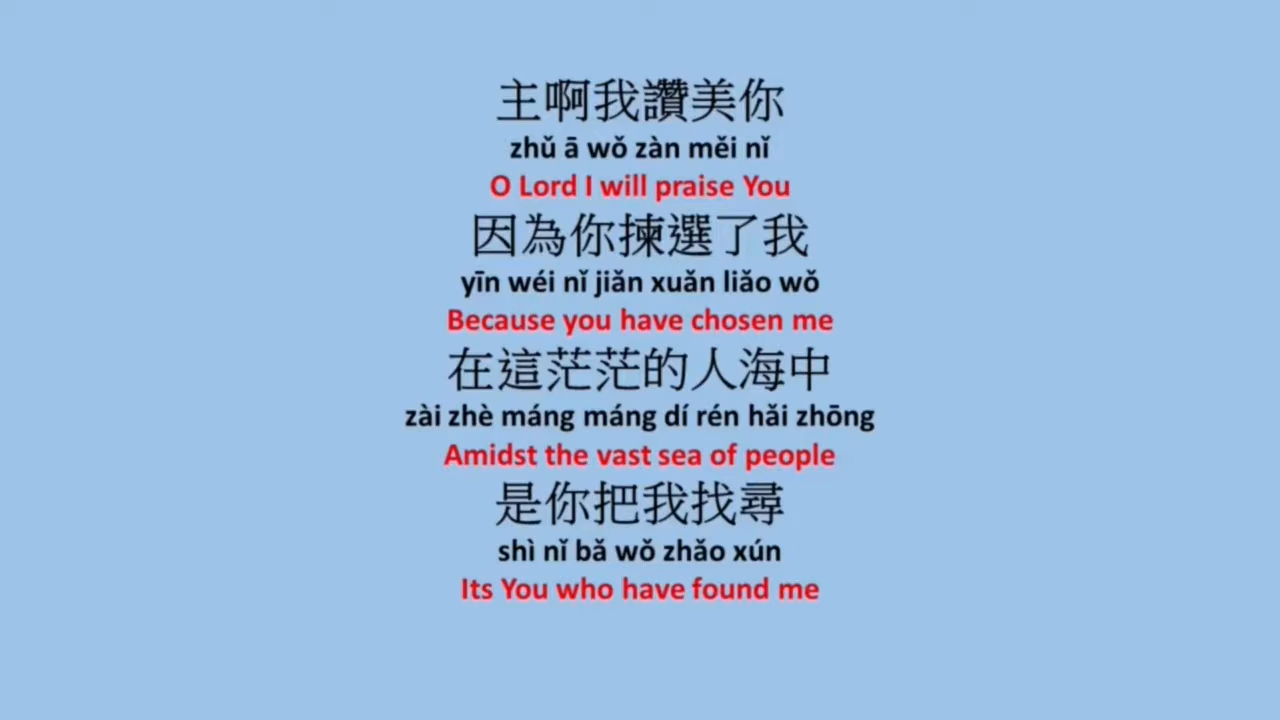 主啊我讚美你
zhǔ ā wǒ zàn měi nǐ
O Lord I will praise You
因為你揀選了我
yīn wéi nǐ jiǎn xuǎn liǎo wǒ
Because you have chosen me
在這茫茫的人海中
zài zhè máng máng dí rén hǎi zhōng
Amidst the vast sea of people
是你把我找尋
shì nǐ bǎ wǒ zhǎo xún
Its You who have found me